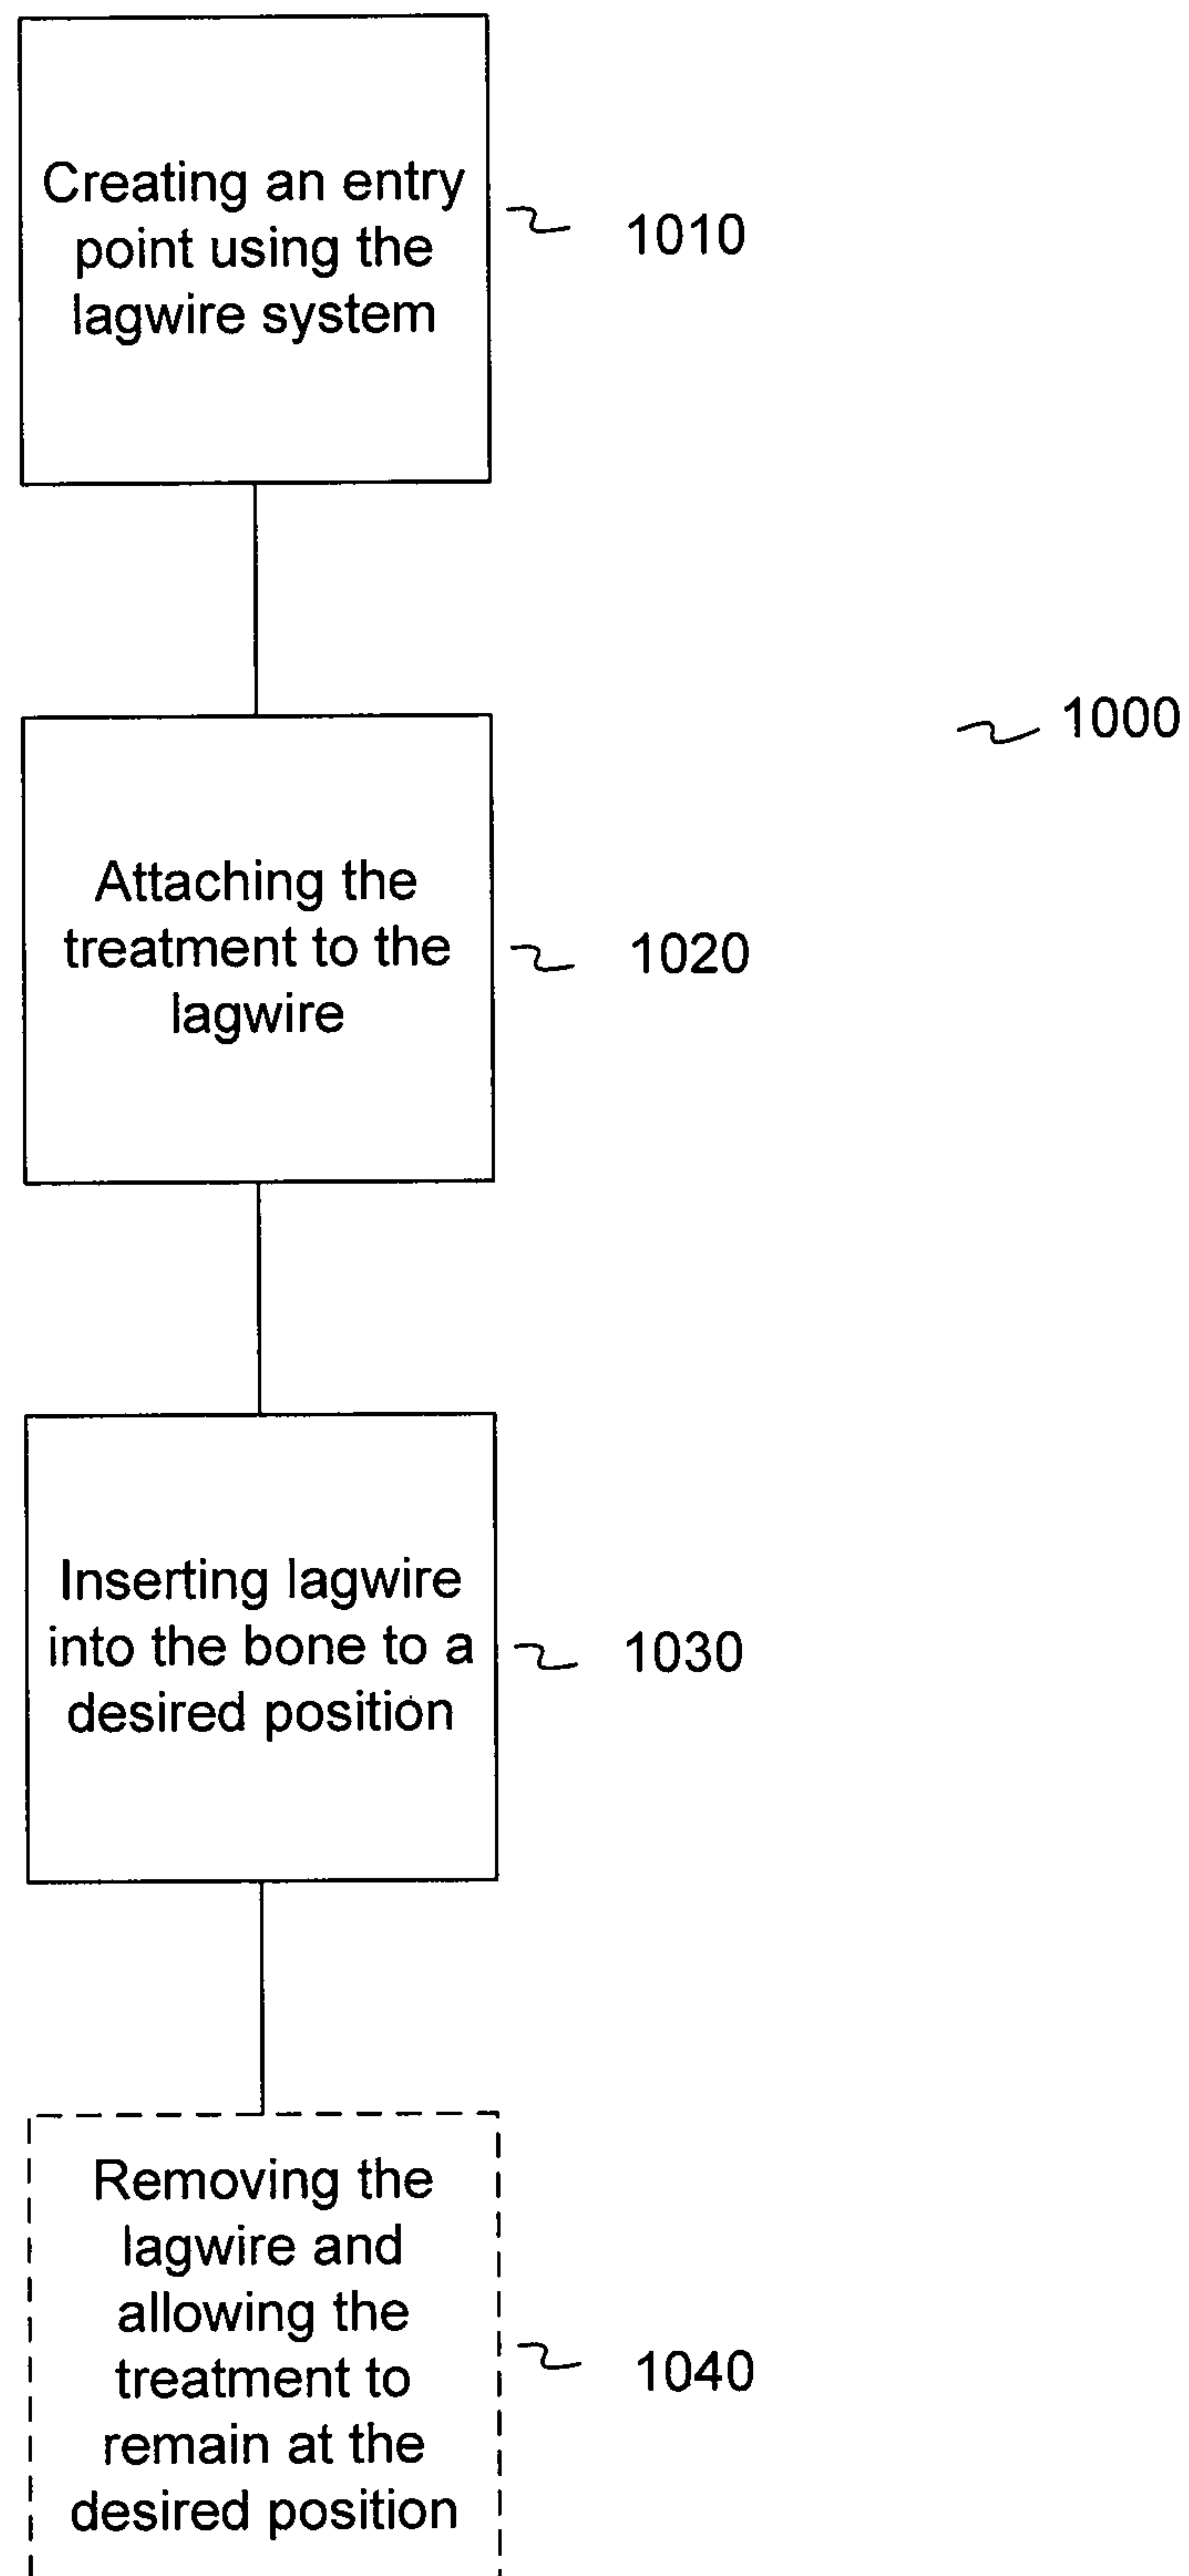 Creating an entry
point using the
lagwire system
1010
1000
Attaching the
treatment to the
lagwire
1020
Inserting lagwire
into the bone to a
desired position
1030
Removing the
lagwire and
allowing the
treatment to
remain at the
desired position
1040